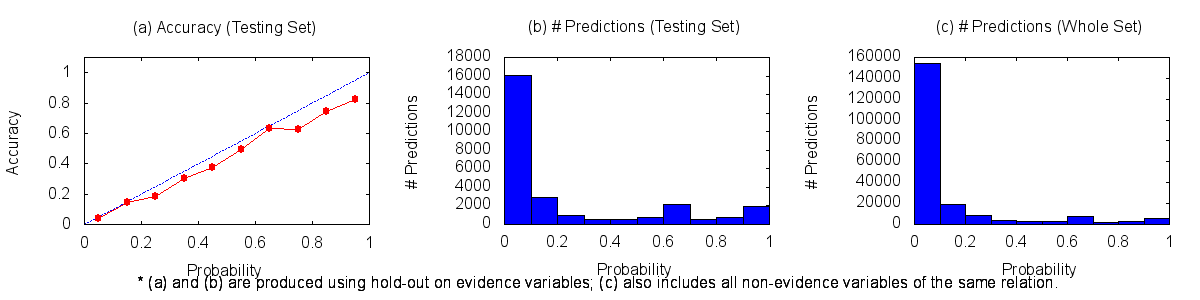 (a) Accuracy (Testing Set)
Accuracy
1
0.8
0.6
0.4
0.2
0
0 0.2 0.4 0.6 0.8 1
Probability
(b) # Predictions (Testing Set)
# Predictions
18000
16000
14000
12000
10000
8000
6000
4000
2000
0
0 0.2 0.4 0.6 0.8 1
Probability
(c) # Predictions (Whole Set)
# Predictions
160000
140000
120000
100000
80000
60000
40000
20000
0
0 0.2 0.4 0.6 0.8 1
Probability
* (a) and (b) are produced using hold-out on evidence variables; (c) also includes all non-evidence variables of the same relation.